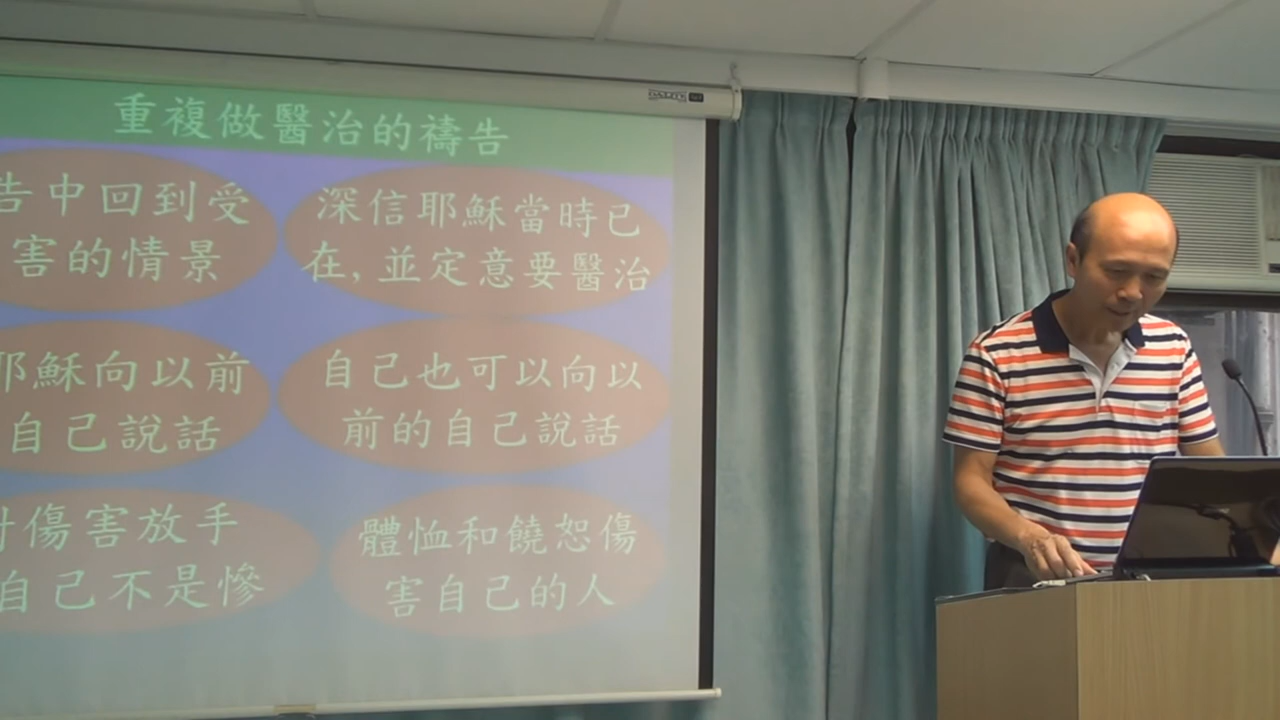 重複做醫治的禱告
告中回到受
害的情景
深信耶穌當時已
在, 並定意要醫治
耶穌向以前
自己說話
自己也可以向以
前的自己說話
對傷害放手
自己不是慘
體恤和饒恕傷
害自己的人